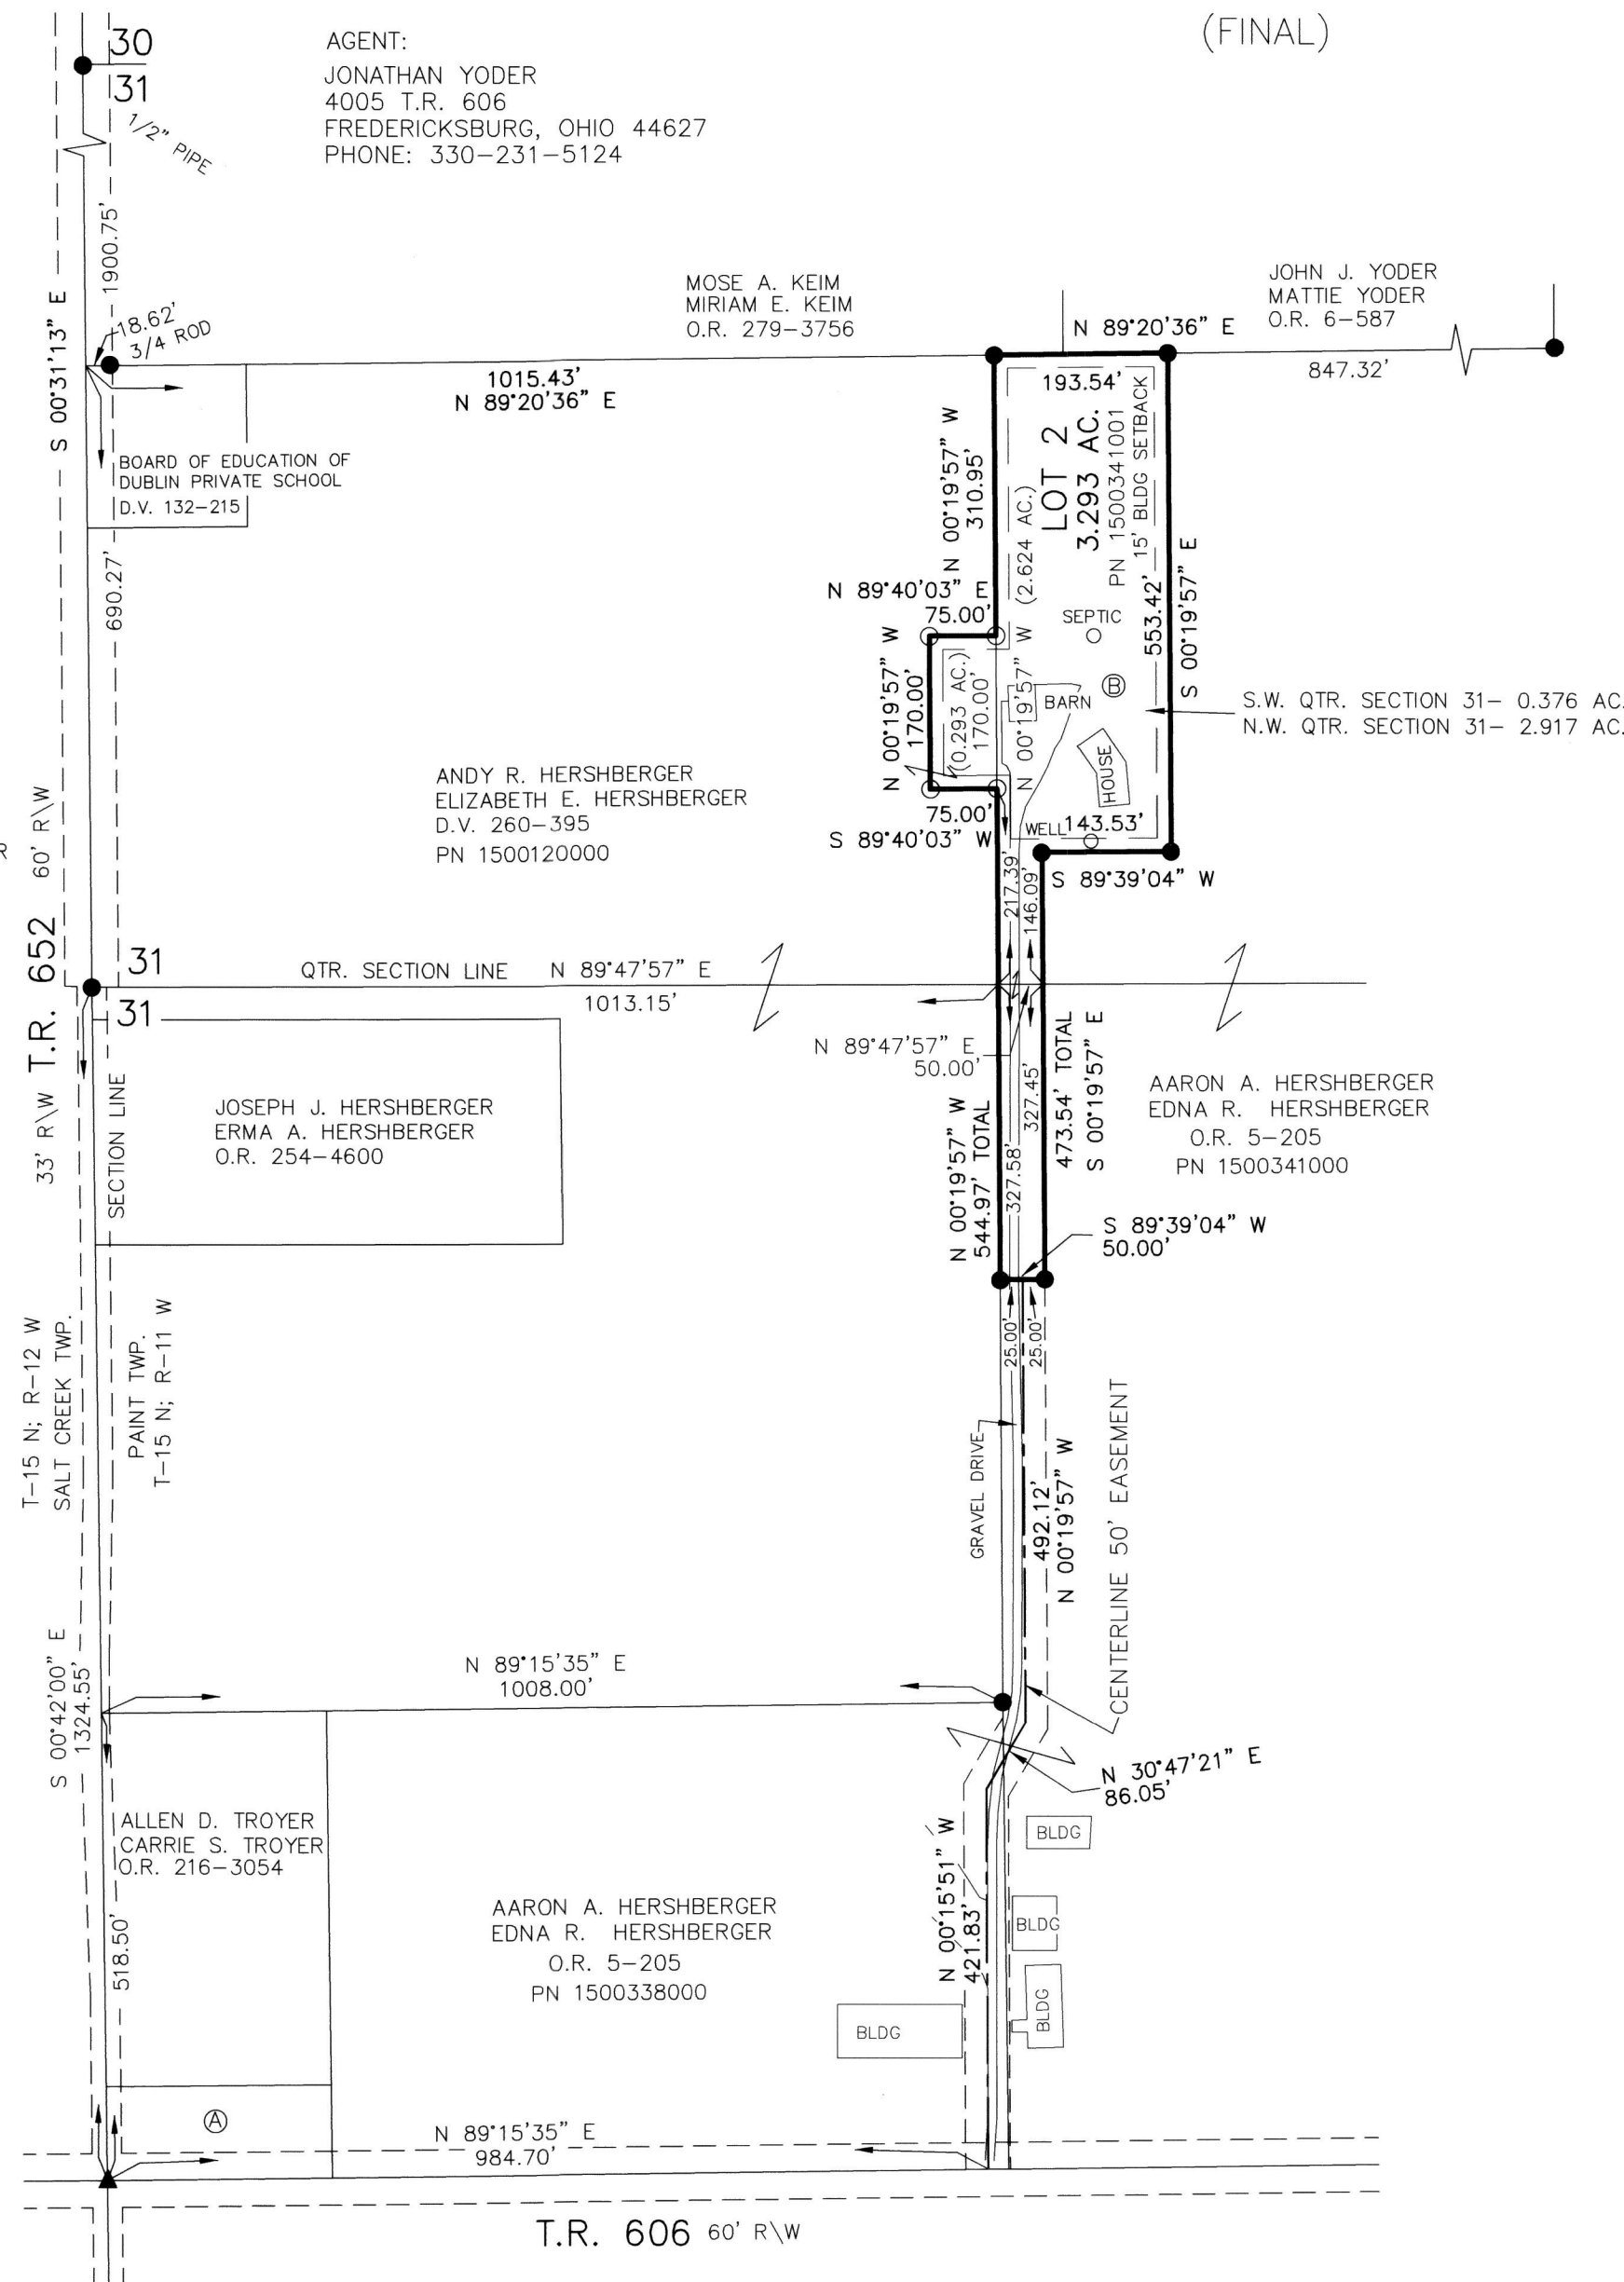 (FINAL)
AGENT:
JONATHAN YODER
4005 T.R. 606
FREDERICKSBURG, OHIO 44627
PHONE: 330-231-5124
30
31
1/2" PIPE
1900.75'
S 00°31'13" E
18.62'
3/4 ROD
MOSE A. KEIM
MIRIAM E. KEIM
O.R. 279-3756
JOHN J. YODER
MATTIE YODER
O.R. 6-587
N 89°20'36" E
847.32'
1015.43'
N 89°20'36" E
193.54'
LOT 2
3.293 AC.
PN 1500341001
15' BLDG SETBACK
(2.624 AC.)
N 00°19'57" W
310.95'
BOARD OF EDUCATION OF
DUBLIN PRIVATE SCHOOL
D.V. 132-215
690.27'
N 89°40'03" E
75.00'
SEPTIC
553.42'
S 00°19'57" E
N 00°19'57" W
170.00'
(0.293 AC.)
170.00'
N 00°19'57" W
BARN
B
HOUSE
S.W. QTR. SECTION 31- 0.376 AC.
N.W. QTR. SECTION 31- 2.917 AC.
ANDY R. HERSHBERGER
ELIZABETH E. HERSHBERGER
D.V. 260-395
PN 1500120000
75.00'
S 89°40'03" W
WELL
143.53'
S 89°39'04" W
R
60' R\W
T.R. 652
33' R\W
217.39'
146.09'
31
31
QTR. SECTION LINE N 89°47'57" E
1013.15'
N 89°47'57" E
50.00'
SECTION LINE
JOSEPH J. HERSHBERGER
ERMA A. HERSHBERGER
O.R. 254-4600
N 00°19'57" W
544.97' TOTAL
327.58'
327.45'
473.54' TOTAL
S 00°19'57" E
AARON A. HERSHBERGER
EDNA R. HERSHBERGER
O.R. 5-205
PN 1500341000
S 89°39'04" W
50.00'
25.00'
25.00'
T-15 N; R-12 W
SALT CREEK TWP.
PAINT TWP.
T-15 N; R-11 W
GRAVEL DRIVE
492.12'
N 00°19'57" W
CENTERLINE 50' EASEMENT
S 00°42'00" E
1324.55'
N 89°15'35" E
1008.00'
N 30°47'21" E
86.05'
ALLEN D. TROYER
CARRIE S. TROYER
O.R. 216-3054
518.50'
AARON A. HERSHBERGER
EDNA R. HERSHBERGER
O.R. 5-205
PN 1500338000
N 00°15'51" W
421.83'
BLDG
BLDG
BLDG
BLDG
A
N 89°15'35" E
984.70'
T.R. 606 60' R\W